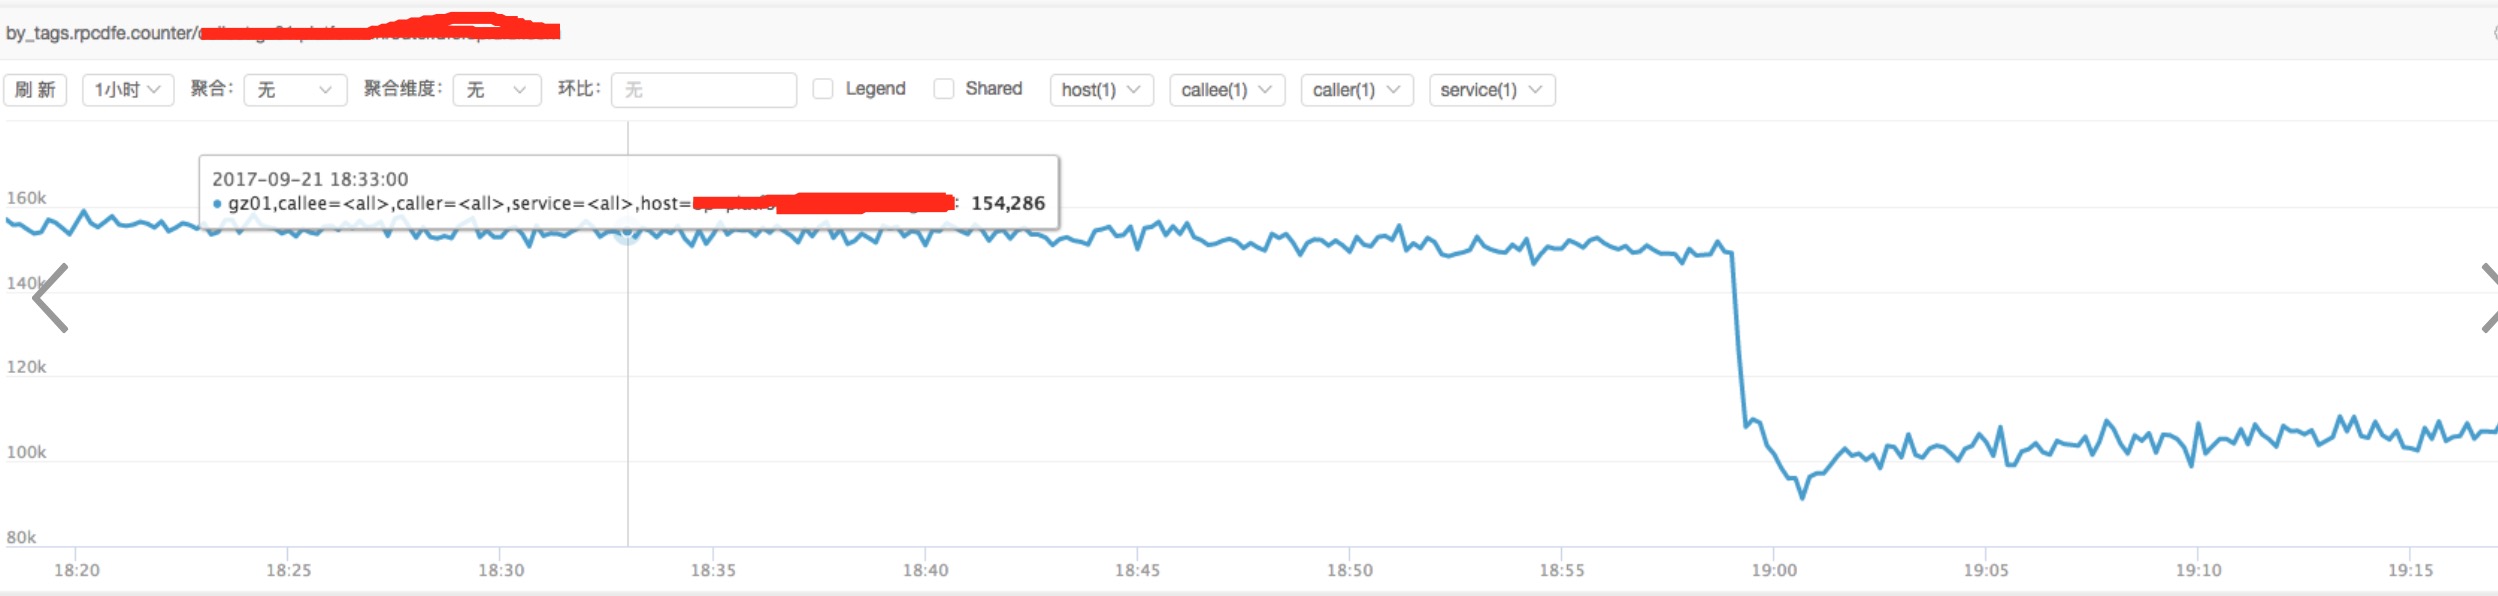 by_tags.rpcdfe.counter/
刷 新 1小时 聚合: 无 聚合维度: 无 环比: 无 Legend Shared host(1) callee(1) caller(1) service(1)
2017-09-21 18:33:00
gz01,callee=<all>,caller=<all>,service=<all>,host= : 154,286
160k
140k
120k
100k
80k
18:20 18:25 18:30 18:35 18:40 18:45 18:50 18:55 19:00 19:05 19:10 19:15